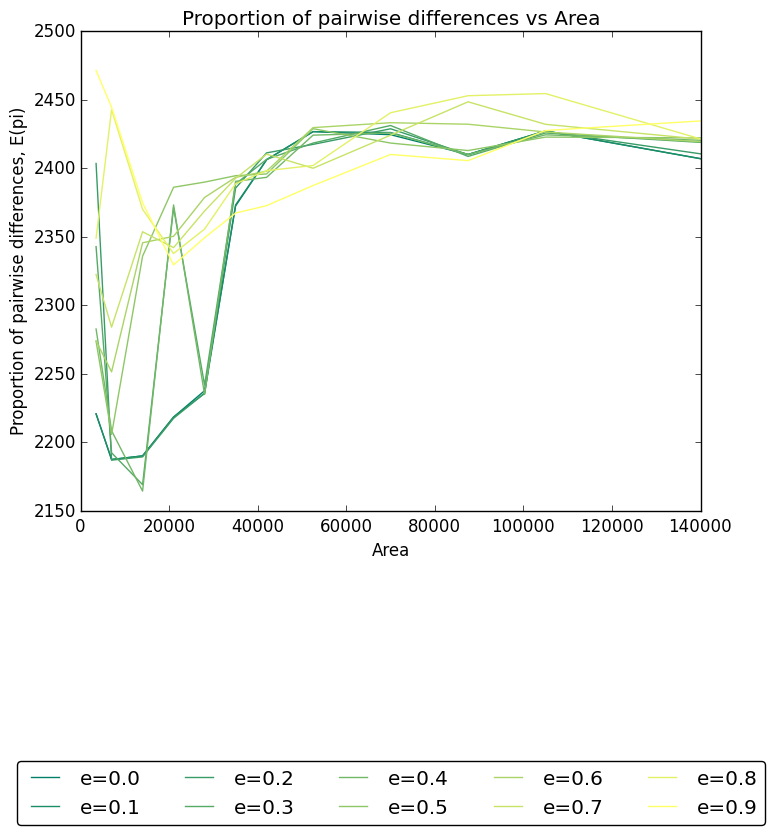 Proportion of pairwise differences vs Area
Proportion of pairwise differences, E(pi)
2500
2450
2400
2350
2300
2250
2200
2150
0 20000 40000 60000 80000 100000 120000 140000
Area
e=0.0 e=0.2 e=0.4 e=0.6 e=0.8
e=0.1 e=0.3 e=0.5 e=0.7 e=0.9